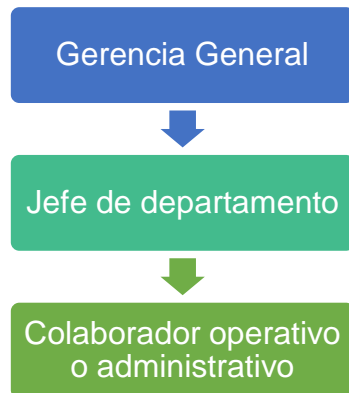 Gerencia General
Jefe de departamento
Colaborador operativo
o administrativo